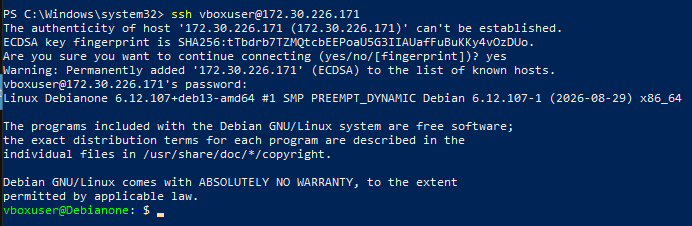 PS C:\Windows\system32> ssh vboxuser@172.30.226.171
The authenticity of host '172.30.226.171 (172.30.226.171)' can't be established.
ECDSA key fingerprint is SHA256:tTbdrb7TZMQtcbEEPoaU5G3IIAUaffuBuKKy4vOzDUo.
Are you sure you want to continue connecting (yes/no/[fingerprint])? yes
Warning: Permanently added '172.30.226.171' (ECDSA) to the list of known hosts.
vboxuser@172.30.226.171's password:
Linux Debianone 6.12.107+deb13-amd64 #1 SMP PREEMPT_DYNAMIC Debian 6.12.107-1 (2026-08-29) x86_64
The programs included with the Debian GNU/Linux system are free software;
the exact distribution terms for each program are described in the
individual files in /usr/share/doc/*/copyright.
Debian GNU/Linux comes with ABSOLUTELY NO WARRANTY, to the extent
permitted by applicable law.
vboxuser@Debianone: $